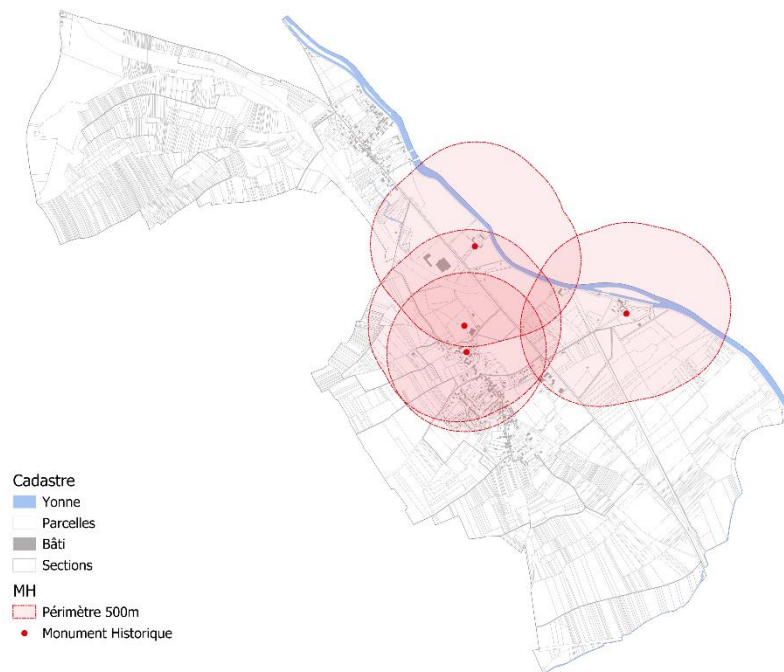 Cadastre
Yonne
Parcelles
Bâti
Sections
MH
Périmètre 500m
Monument Historique